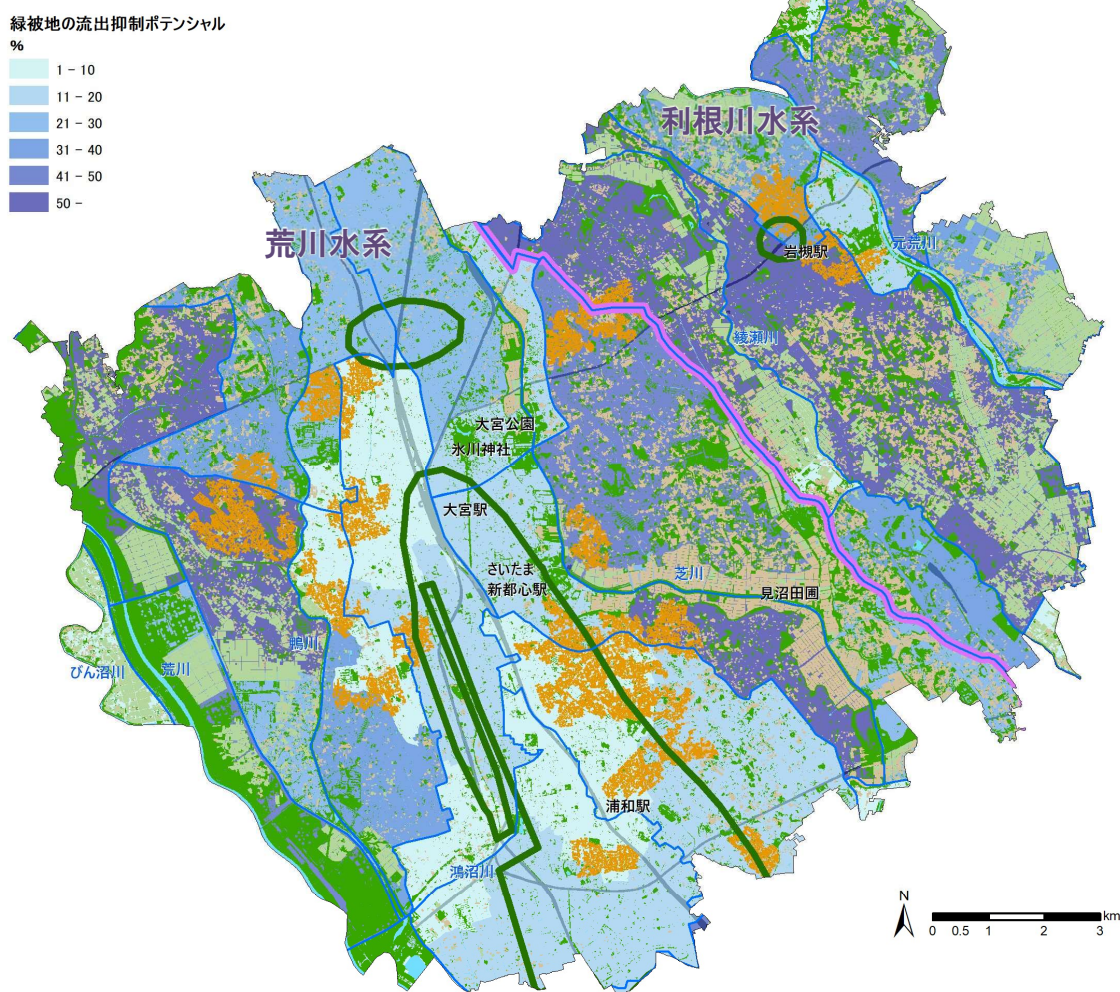 緑被地の流出抑制ポテンシャル
%
1 - 10
11 - 20
21 - 30
31 - 40
41 - 50
50 -
利根川水系
荒川水系
岩槻駅
元荒川
綾瀬川
大宮公園
氷川神社
大宮駅
さいたま
新都心駅
芝川
見沼田圃
鴨川
びん沼川
荒川
浦和駅
鴻沼川
N
km
0 0.5 1 2 3